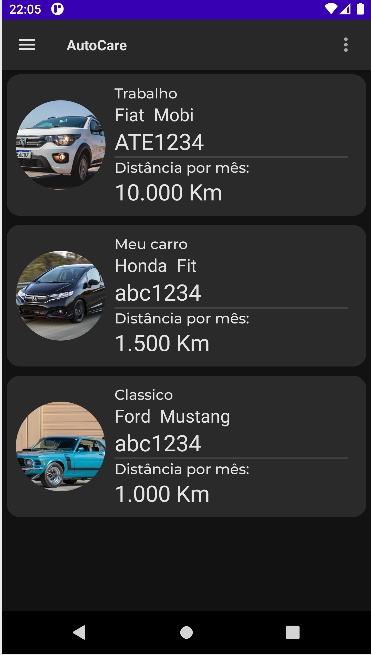 22:05
AutoCare
Trabalho
Fiat Mobi
ATE1234
Distância por mês:
10.000 Km
Meu carro
Honda Fit
abc1234
Distância por mês:
1.500 Km
Classico
Ford Mustang
abc1234
Distância por mês:
1.000 Km